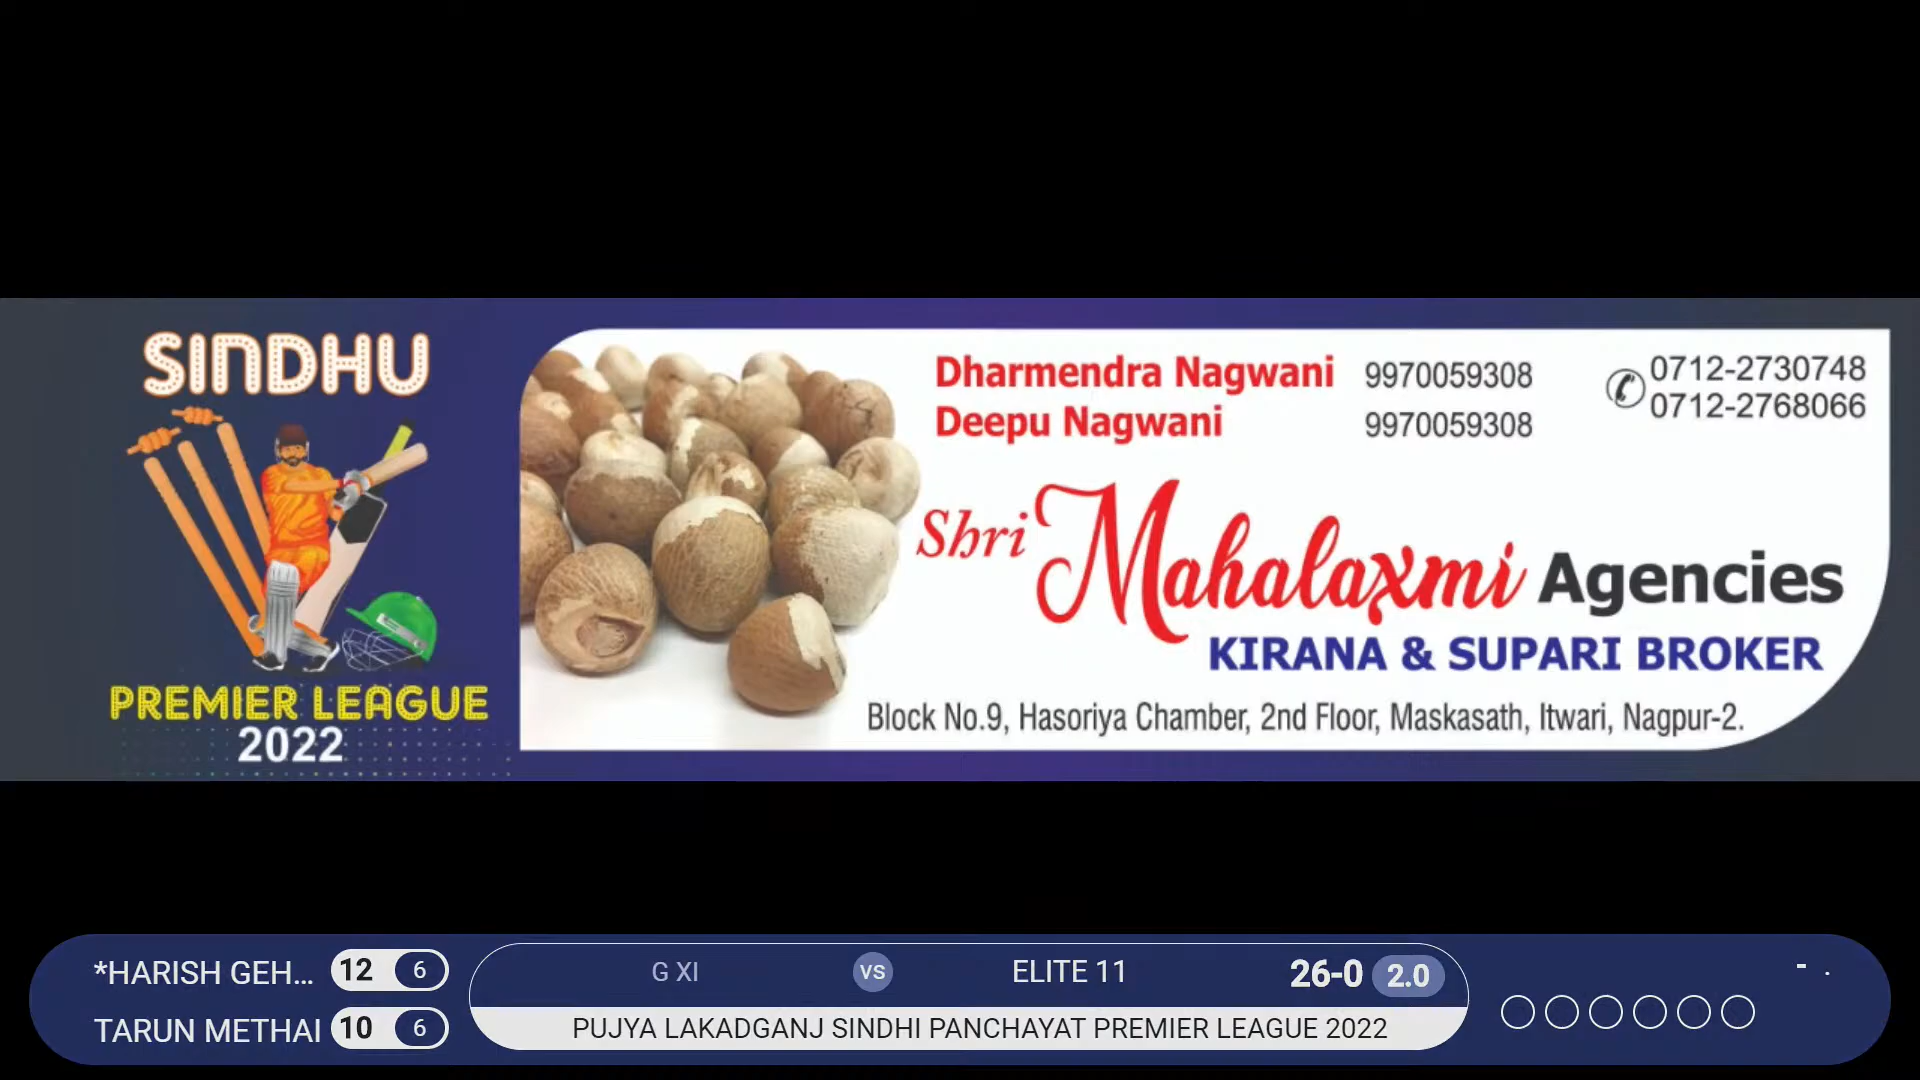 SINDHU
PREMIER LEAGUE
2022
Dharmendra Nagwani 9970059308
Deepu Nagwani 9970059308
0712-2730748
0712-2768066
Shri Mahalaxmi Agencies
KIRANA & SUPARI BROKER
Block No.9, Hasoriya Chamber, 2nd Floor, Maskasath, Itwari, Nagpur-2.
*HARISH GEH... 12 6
TARUN METHAI 10 6
G XI VS ELITE 11 26-0 2.0
PUJYA LAKADGANJ SINDHI PANCHAYAT PREMIER LEAGUE 2022
- .